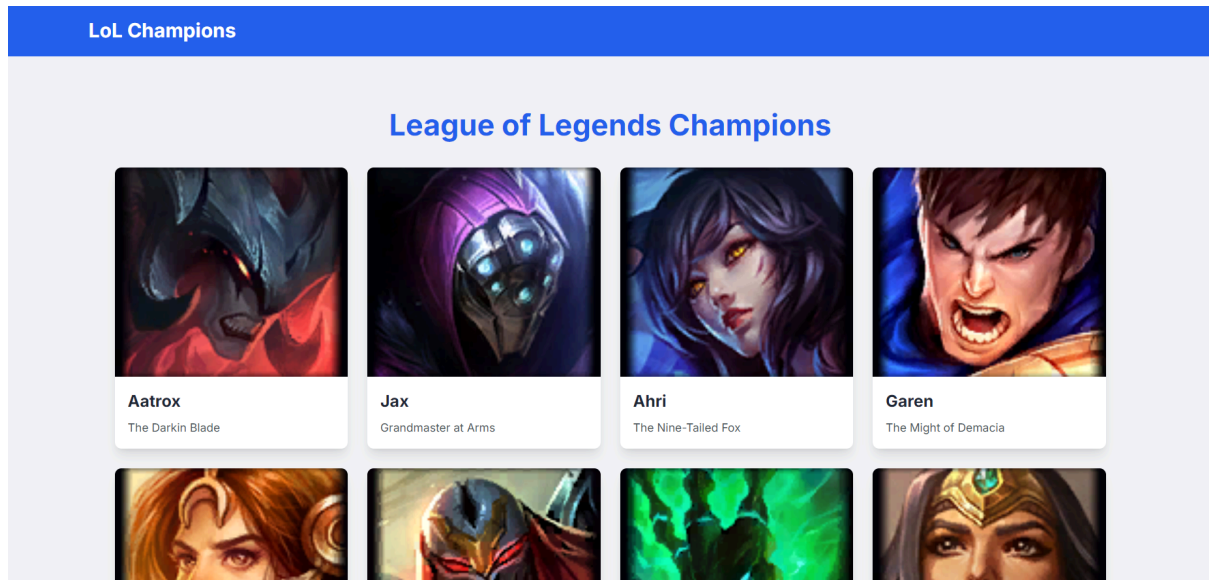 LoL Champions
League of Legends Champions
Aatrox
The Darkin Blade
Jax
Grandmaster at Arms
Ahri
The Nine-Tailed Fox
Garen
The Might of Demacia